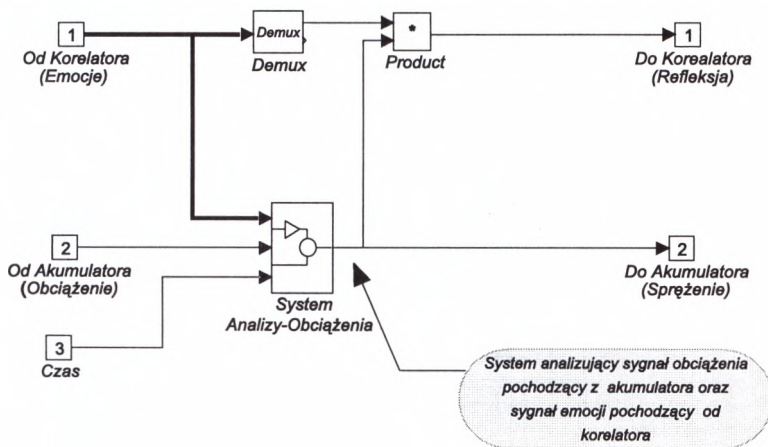 1
Od Korelatora
(Emocje)
Demux
Demux
*
Product
1
Do Korealatora
(Refleksja)
2
Od Akumulatora
(Obciążenie)
System
Analizy-Obciążenia
2
Do Akumulatora
(Sprężenie)
3
Czas
System analizujący sygnał obciążenia
pochodzący z akumulatora oraz
sygnał emocji pochodzący od
korelatora